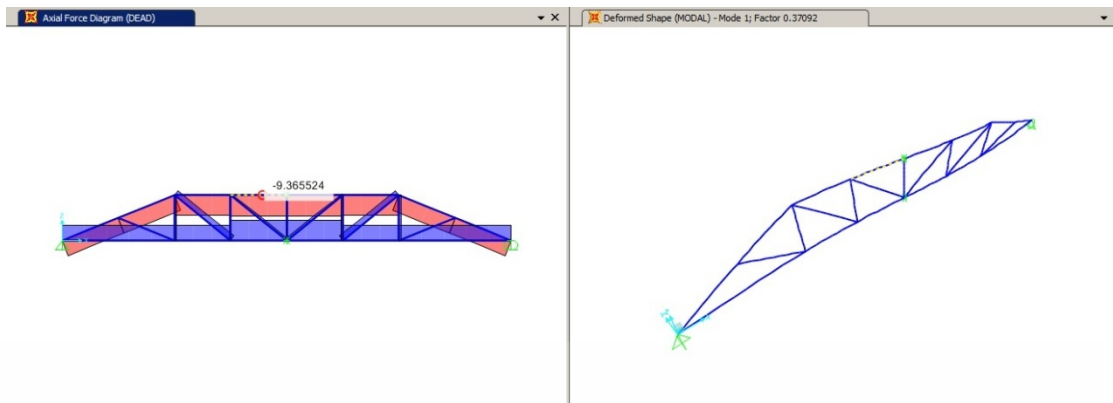 Axial Force Diagram (DEAD)
Deformed Shape (MODAL) - Mode 1; Factor 0.37092
-9.365524